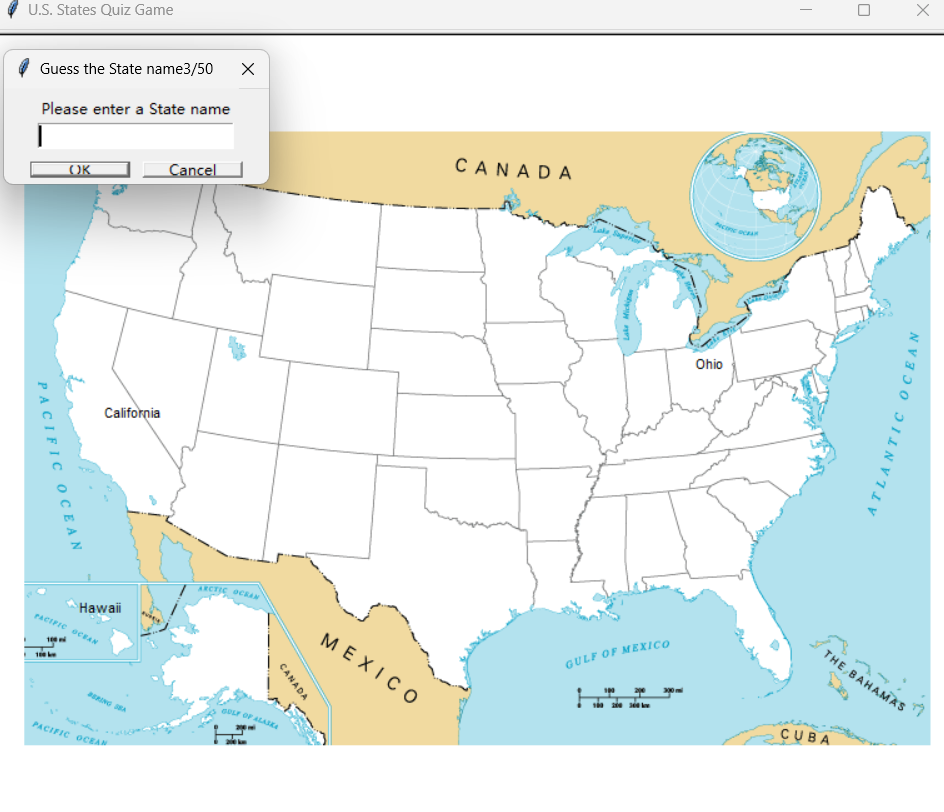 U.S. States Quiz Game
Guess the State name3/50
Please enter a State name
OK
Cancel
CANADA
PACIFIC OCEAN
Lake Superior
Lake Michigan
Ohio
California
PACIFIC OCEAN
ATLANTIC OCEAN
Hawaii
PACIFIC OCEAN
100 mi
100 km
ARCTIC OCEAN
RUSSIA
CANADA
BERING SEA
GULF OF ALASKA
PACIFIC OCEAN
0 200 mi
0 200 km
MEXICO
GULF OF MEXICO
0 100 200 300 mi
0 100 200 300 km
THE BAHAMAS
CUBA